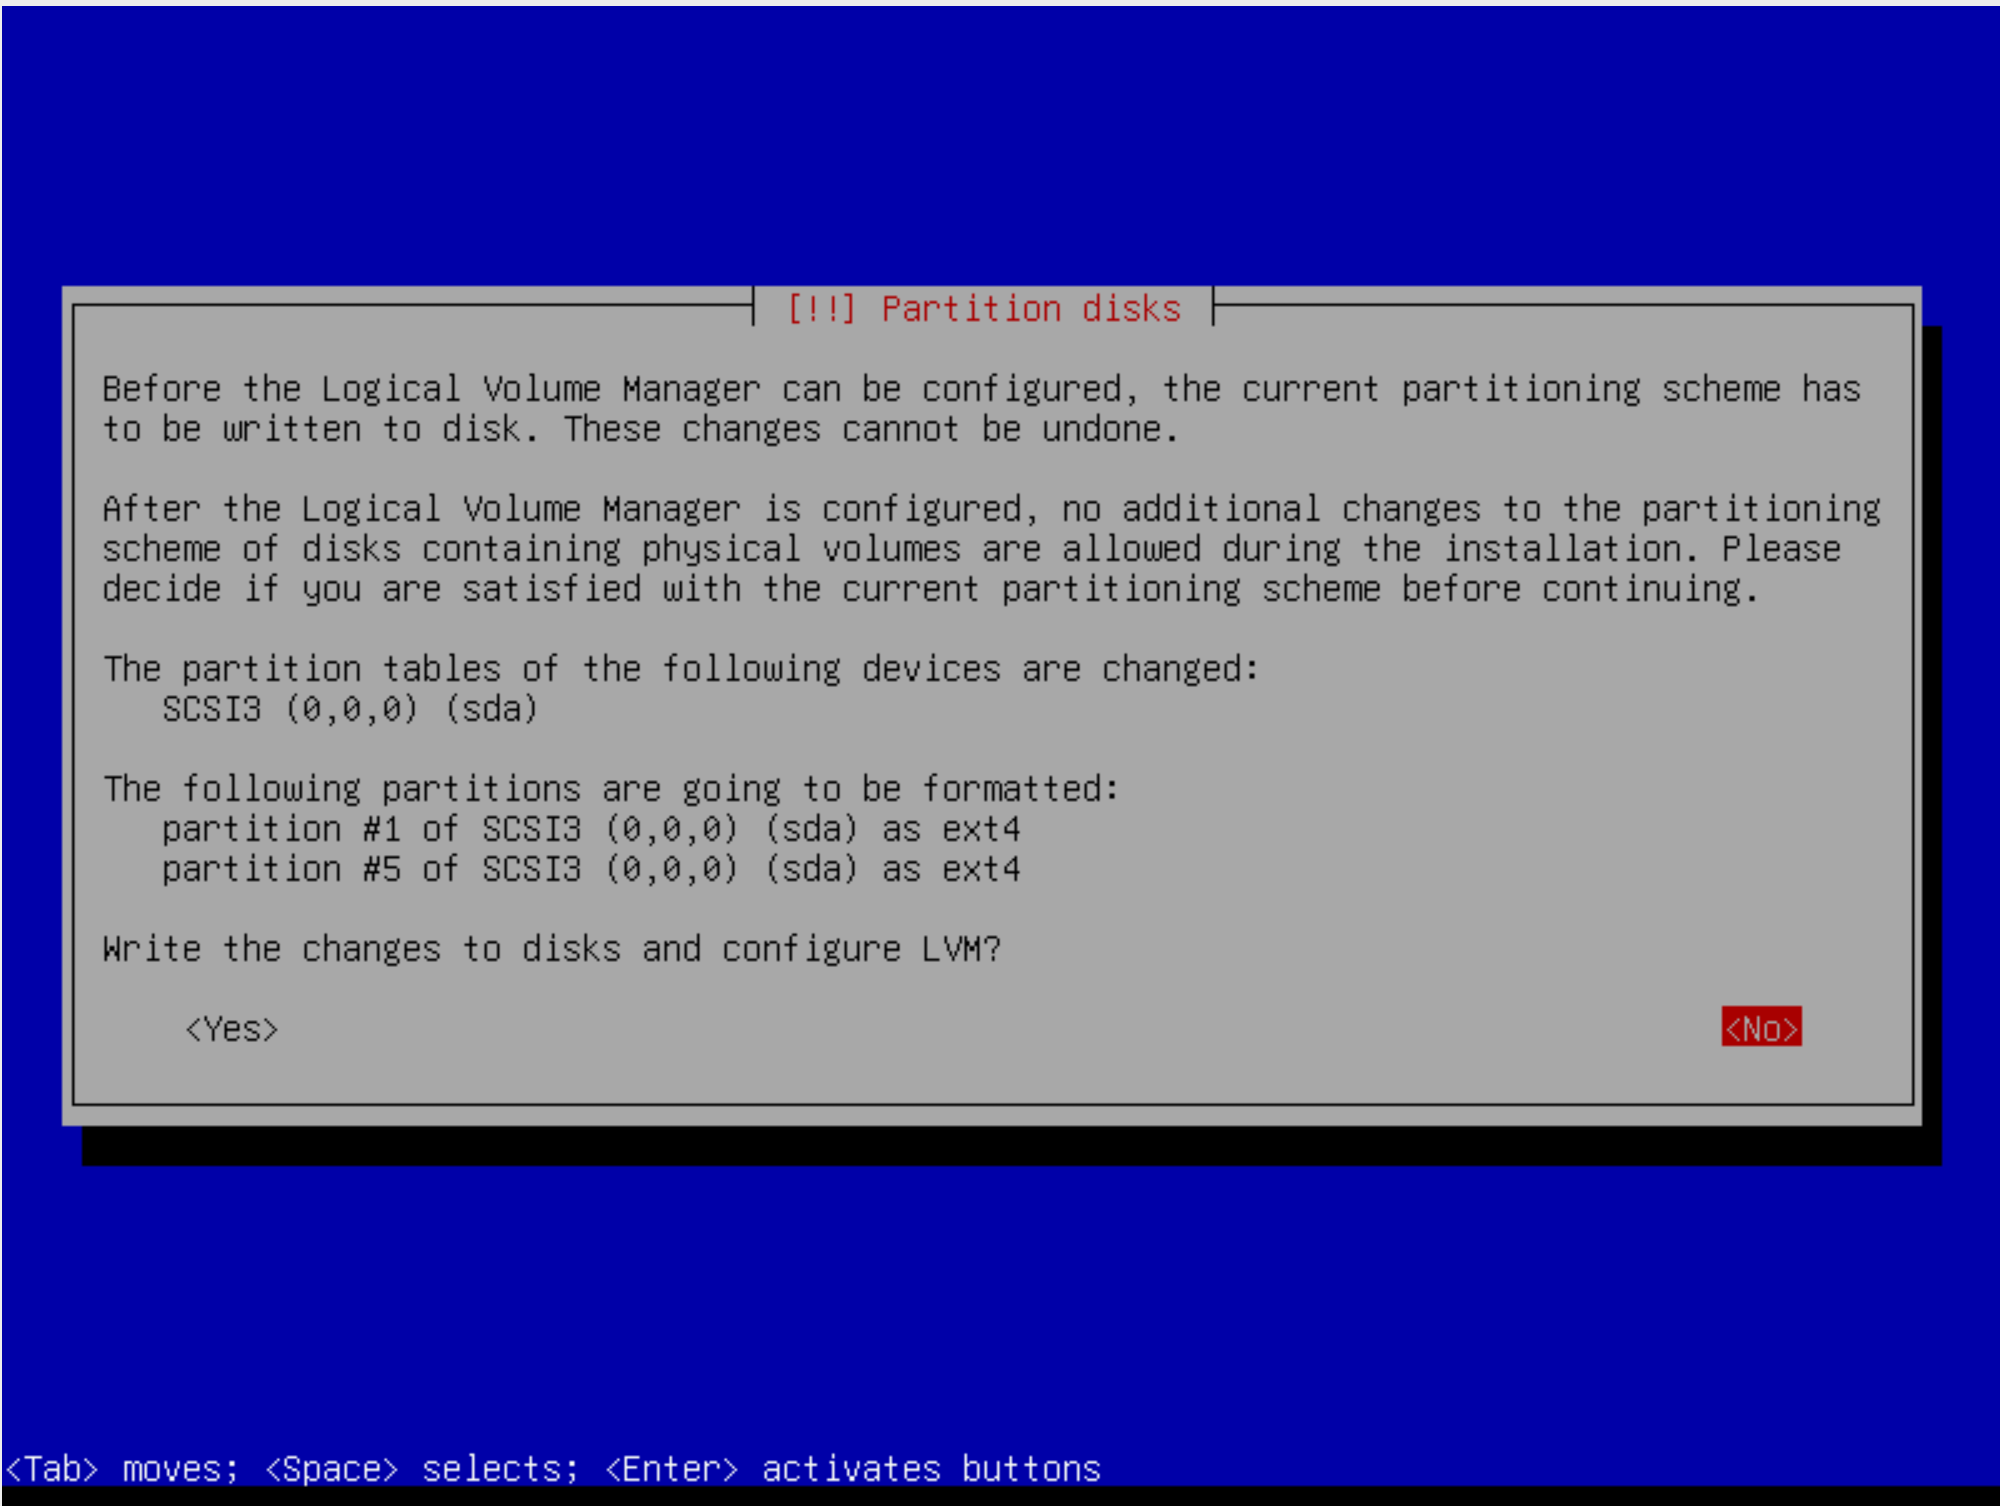 [!!] Partition disks
Before the Logical Volume Manager can be configured, the current partitioning scheme has
to be written to disk. These changes cannot be undone.
After the Logical Volume Manager is configured, no additional changes to the partitioning
scheme of disks containing physical volumes are allowed during the installation. Please
decide if you are satisfied with the current partitioning scheme before continuing.
The partition tables of the following devices are changed:
SCSI3 (0,0,0) (sda)
The following partitions are going to be formatted:
partition #1 of SCSI3 (0,0,0) (sda) as ext4
partition #5 of SCSI3 (0,0,0) (sda) as ext4
Write the changes to disks and configure LVM?
<Yes> <No>
<Tab> moves; <Space> selects; <Enter> activates buttons